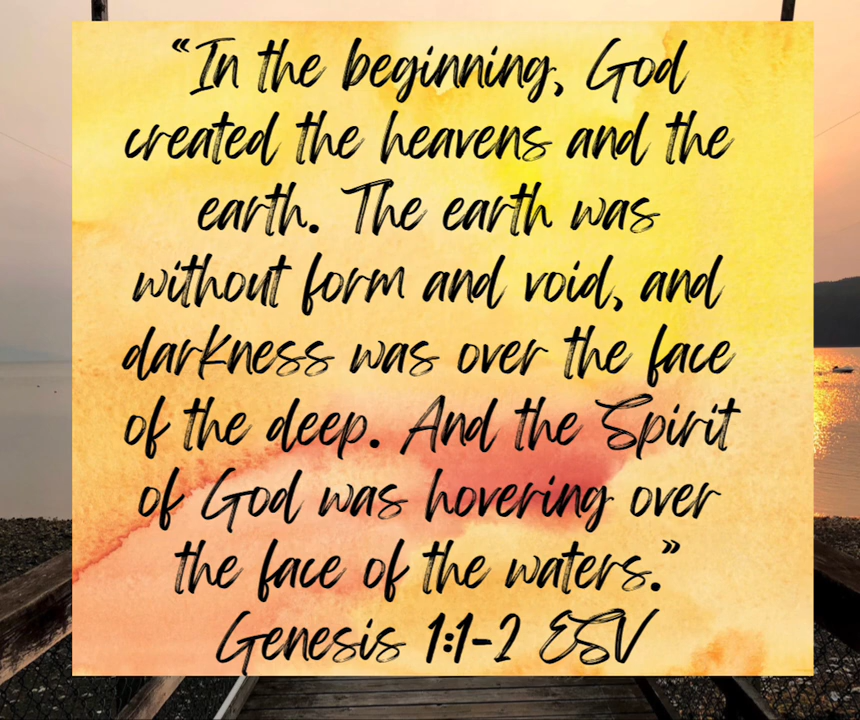 “In the beginning, God
created the heavens and the
earth. The earth was
without form and void, and
darkness was over the face
of the deep. And the Spirit
of God was hovering over
the face of the waters.”
Genesis 1:1-2 ESV